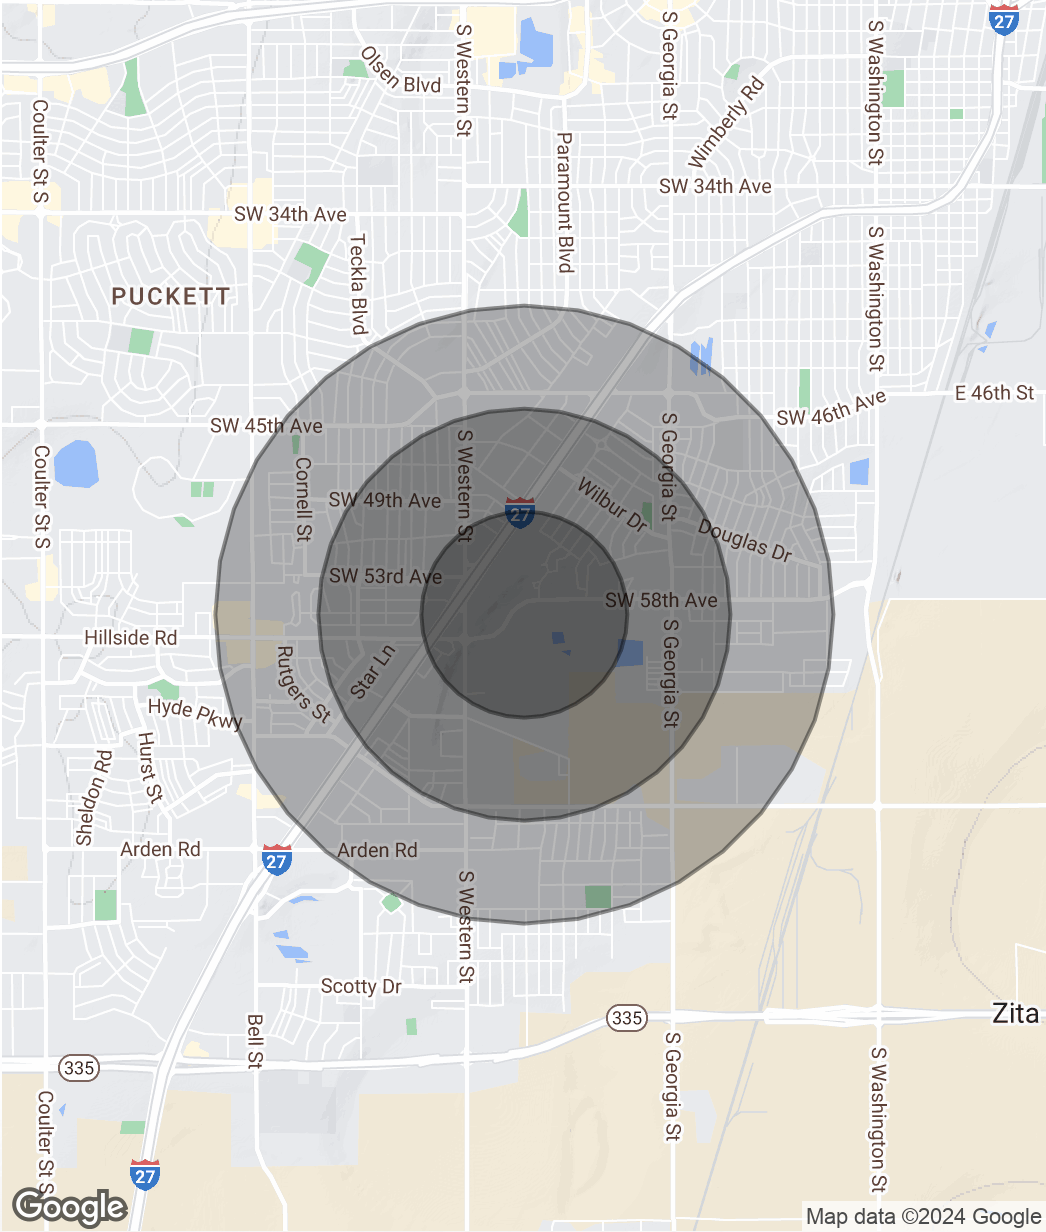 27
S Washington St
S Georgia St
S Western St
Olsen Blvd
Wimberly Rd
Coulter St S
Paramount Blvd
SW 34th Ave
SW 34th Ave
S Washington St
Teckla Blvd
PUCKETT
E 46th St
SW 46th Ave
SW 45th Ave
S Georgia St
S Western St
Coulter St S
Cornell St
SW 49th Ave
Wilbur Dr
27
Douglas Dr
SW 53rd Ave
SW 58th Ave
Hillside Rd
S Georgia St
Star Ln
Rutgers St
Hyde Pkwy
Hurst St
Sheldon Rd
Arden Rd
27
Arden Rd
S Western St
Scotty Dr
Zita
335
Bell St
S Georgia St
S Washington St
335
Coulter St S
27
Google
Map data ©2024 Google